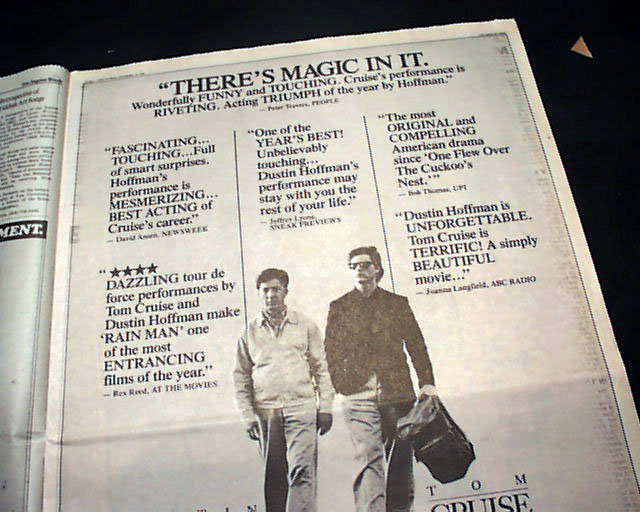 "THERE'S MAGIC IN IT.
Wonderfully FUNNY and TOUCHING. Cruise's performance is
RIVETING. Acting TRIUMPH of the year by Hoffman."
— Peter Travers, PEOPLE
"FASCINATING...
TOUCHING...Full
of smart surprises.
Hoffman's
performance is
MESMERIZING...
BEST ACTING of
Cruise's career."
— David Ansen, NEWSWEEK
"★★★★
DAZZLING tour de
force performances by
Tom Cruise and
Dustin Hoffman make
'RAIN MAN' one
of the most
ENTRANCING
films of the year."
— Rex Reed, AT THE MOVIES
"One of the
YEAR'S BEST!
Unbelievably
touching...
Dustin Hoffman's
performance may
stay with you the
rest of your life."
— Jeffrey Lyons,
SNEAK PREVIEWS
"The most
ORIGINAL and
COMPELLING
American drama
since 'One Flew Over
The Cuckoo's
Nest.'"
— Bob Thomas, UPI
"Dustin Hoffman is
UNFORGETTABLE.
Tom Cruise is
TERRIFIC! A simply
BEAUTIFUL
movie..."
— Joanna Langfield, ABC RADIO
TOM
CRUISE
MENT.